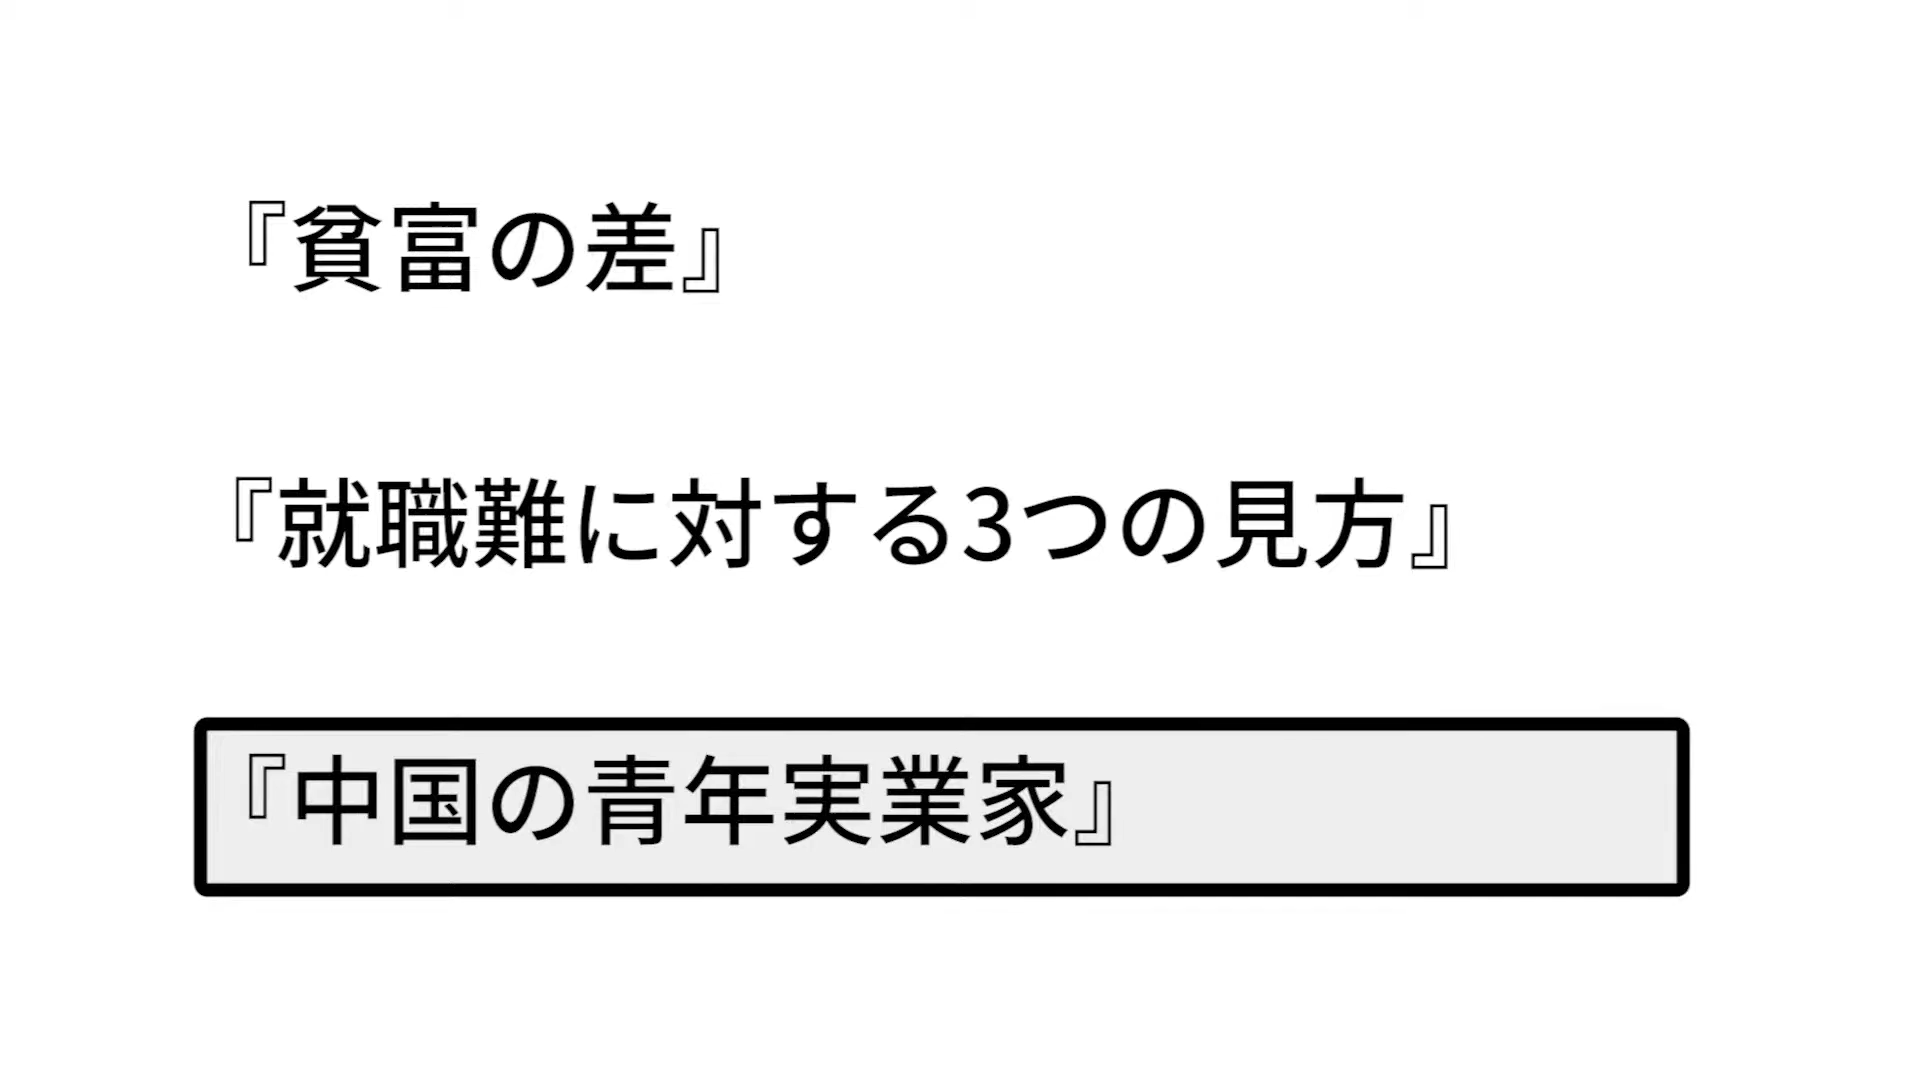 『貧富の差』
『就職難に対する3つの見方』
『中国の青年実業家』